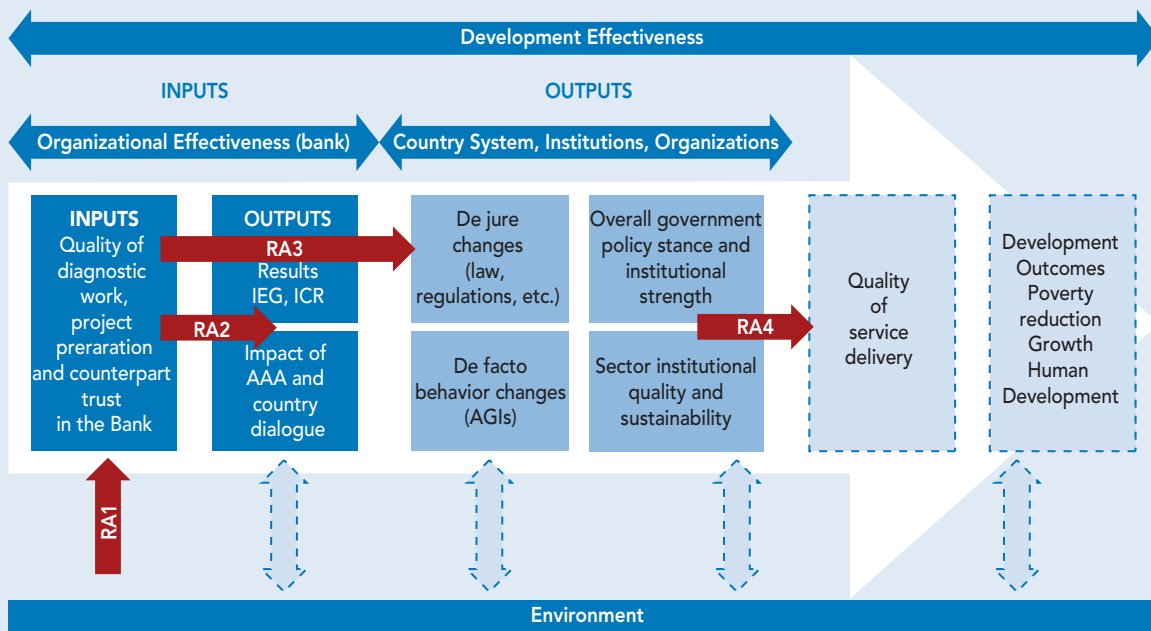 Development Effectiveness
INPUTS
OUTPUTS
Organizational Effectiveness (bank)
Country System, Institutions, Organizations
INPUTS
Quality of
diagnostic
work,
project
preraration
and counterpart
trust
in the Bank
OUTPUTS
RA3
Results
IEG, ICR
RA2
Impact of
AAA and
country
dialogue
De jure
changes
(law,
regulations, etc.)
De facto
behavior changes
(AGIs)
Overall government
policy stance and
institutional
strength
RA4
Sector institutional
quality and
sustainability
Quality
of
service
delivery
Development
Outcomes
Poverty
reduction
Growth
Human
Development
RA1
Environment